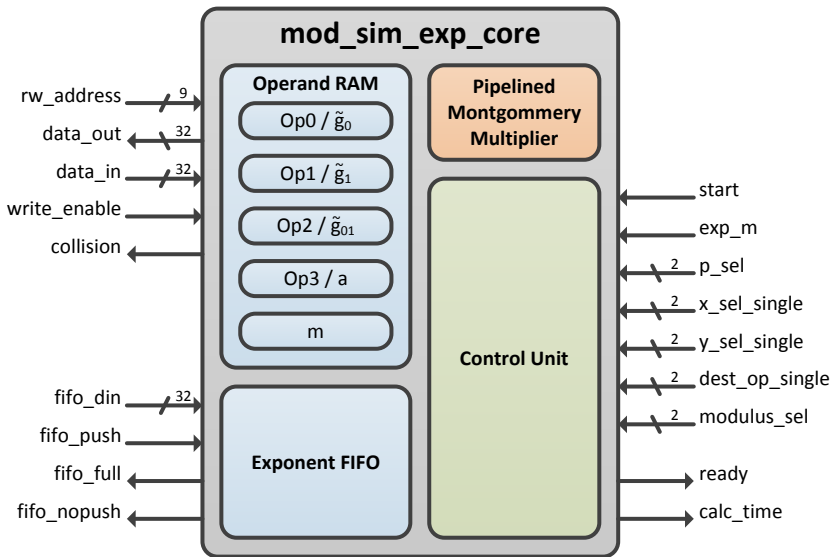 mod_sim_exp_core
rw_address
9
data_out
32
data_in
32
write_enable
collision
fifo_din
32
fifo_push
fifo_full
fifo_nopush
Operand RAM
Op0 / g̃₀
Op1 / g̃₁
Op2 / g̃₀₁
Op3 / a
m
Exponent FIFO
Pipelined
Montgommery
Multiplier
Control Unit
start
exp_m
2
p_sel
2
x_sel_single
2
y_sel_single
2
dest_op_single
2
modulus_sel
ready
calc_time